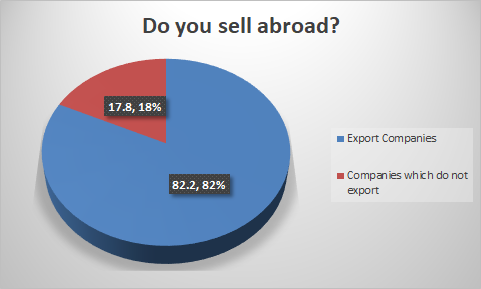 Do you sell abroad?
17.8, 18%
82.2, 82%
Export Companies
Companies which do not
export